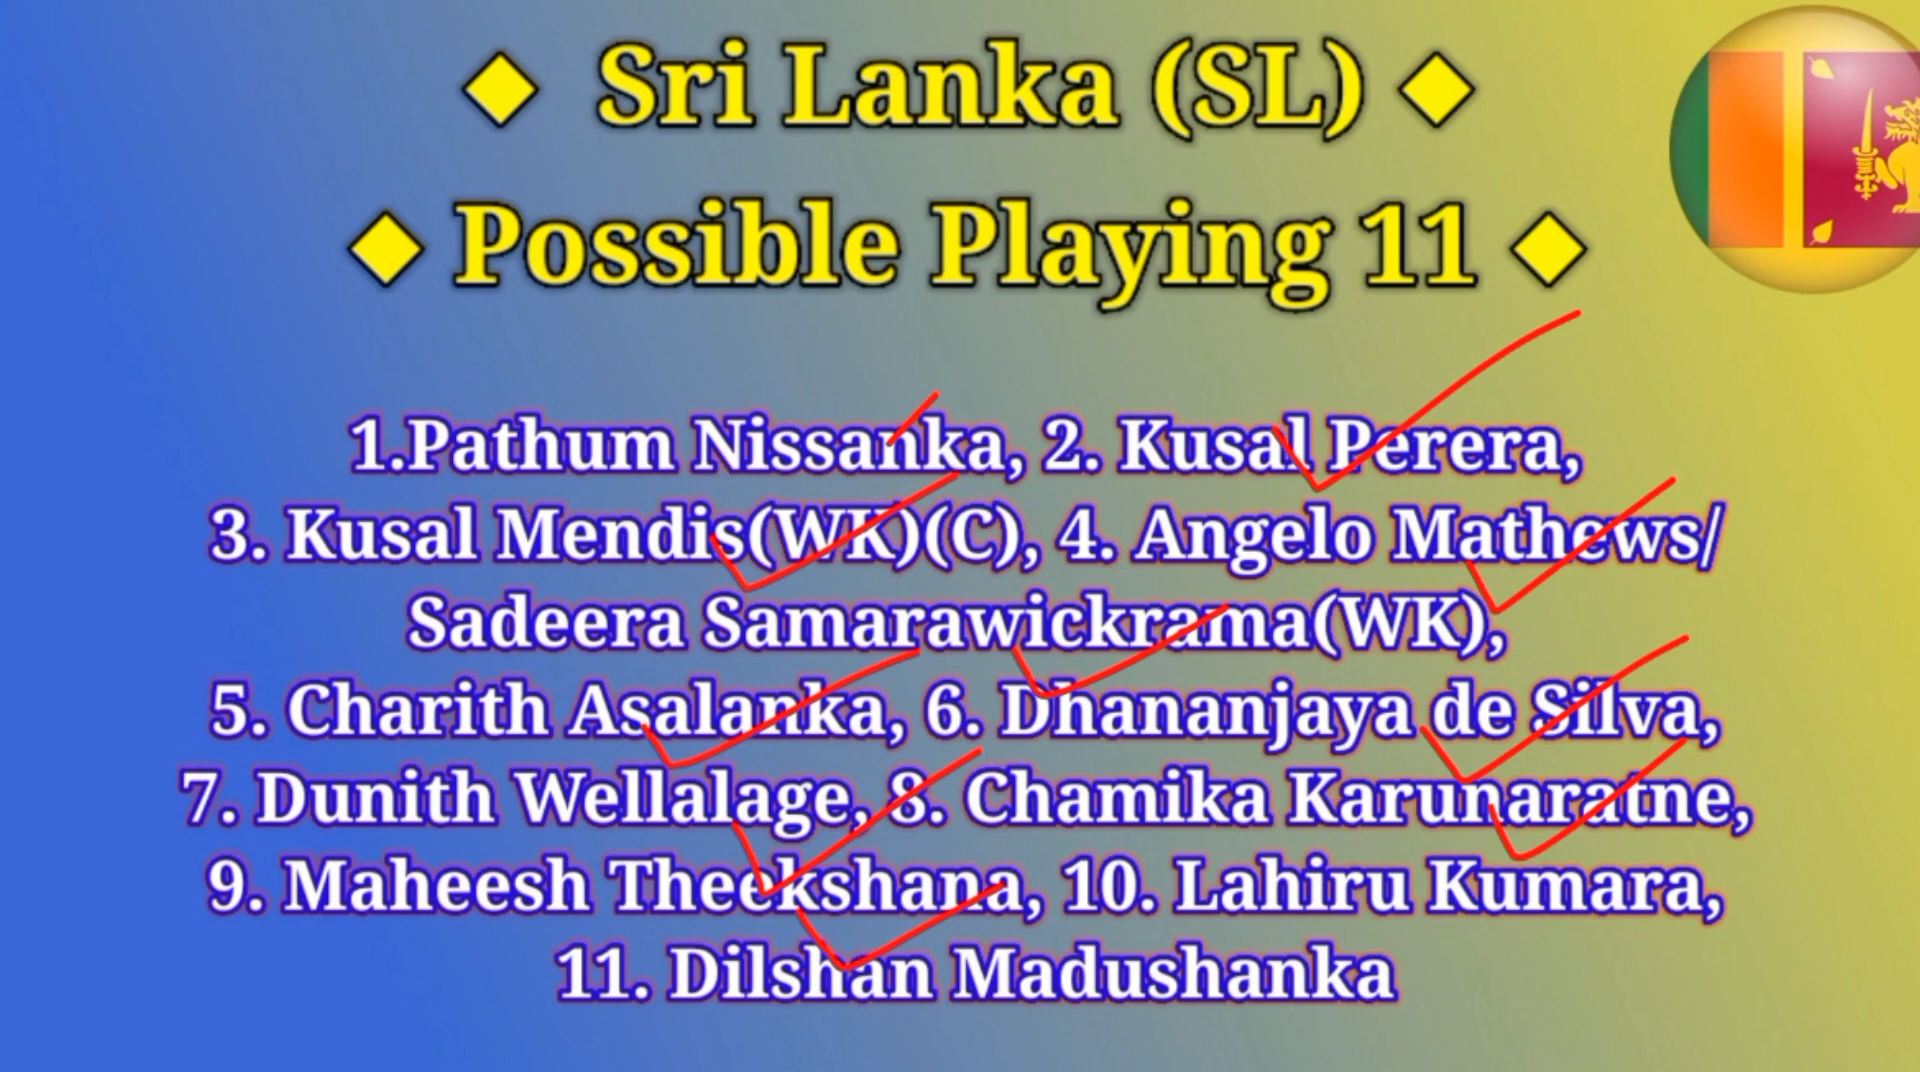 ◆ Sri Lanka (SL) ◆
◆ Possible Playing 11 ◆
1.Pathum Nissanka, 2. Kusal Perera,
3. Kusal Mendis(WK)(C), 4. Angelo Mathews/
Sadeera Samarawickrama(WK),
5. Charith Asalanka, 6. Dhananjaya de Silva,
7. Dunith Wellalage, 8. Chamika Karunaratne,
9. Maheesh Theekshana, 10. Lahiru Kumara,
11. Dilshan Madushanka